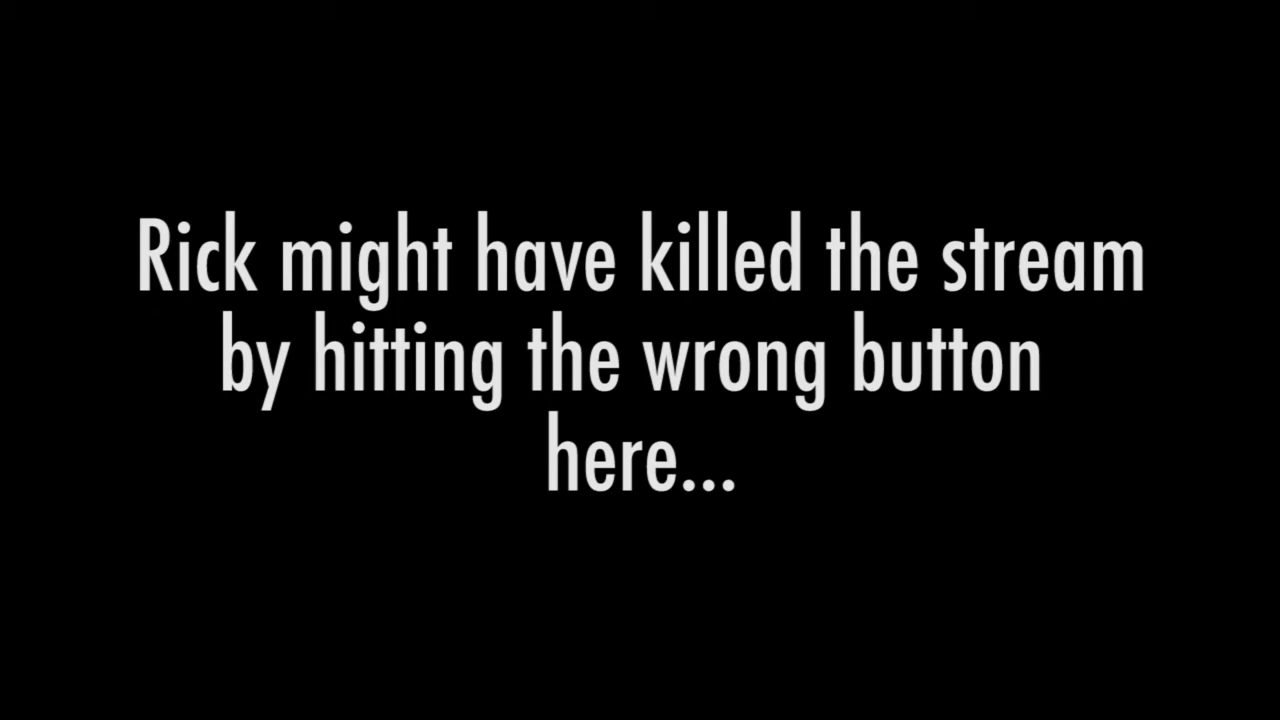 Rick might have killed the stream
by hitting the wrong button
here...